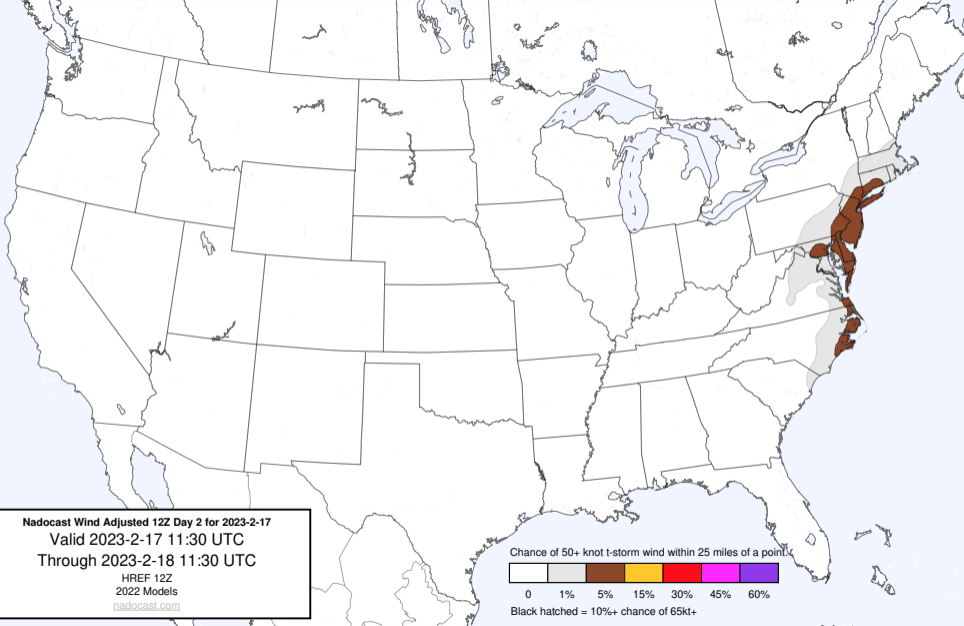 Nadocast Wind Adjusted 12Z Day 2 for 2023-2-17
Valid 2023-2-17 11:30 UTC
Through 2023-2-18 11:30 UTC
HREF 12Z
2022 Models
nadocast.com
Chance of 50+ knot t-storm wind within 25 miles of a point.
0 1% 5% 15% 30% 45% 60%
Black hatched = 10%+ chance of 65kt+